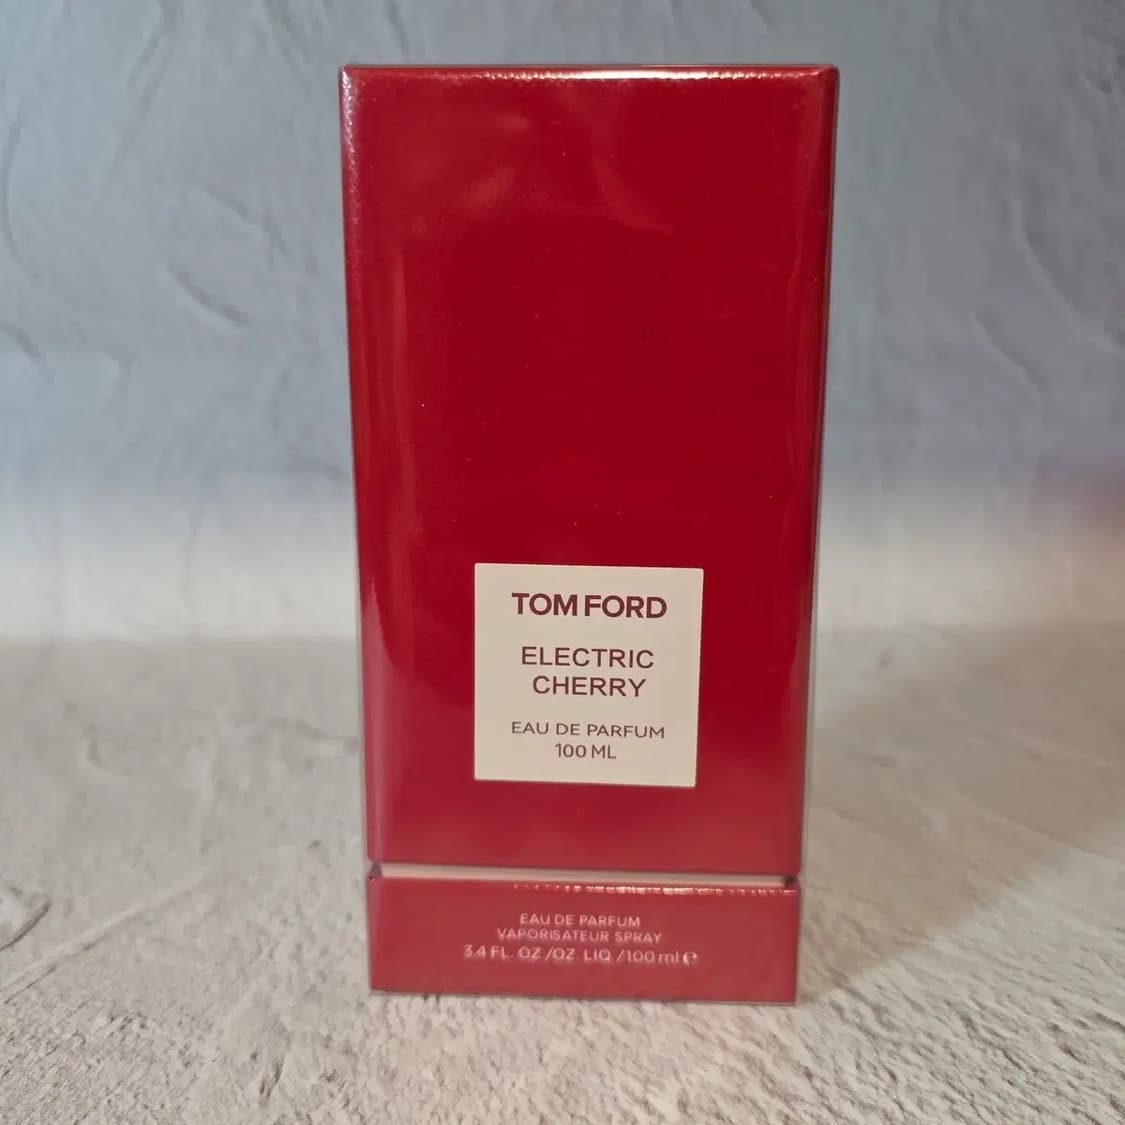 TOM FORD
ELECTRIC
CHERRY
EAU DE PARFUM
100 ML
EAU DE PARFUM
VAPORISATEUR SPRAY
3.4 FL. OZ /OZ. LIQ /100 ml ℮